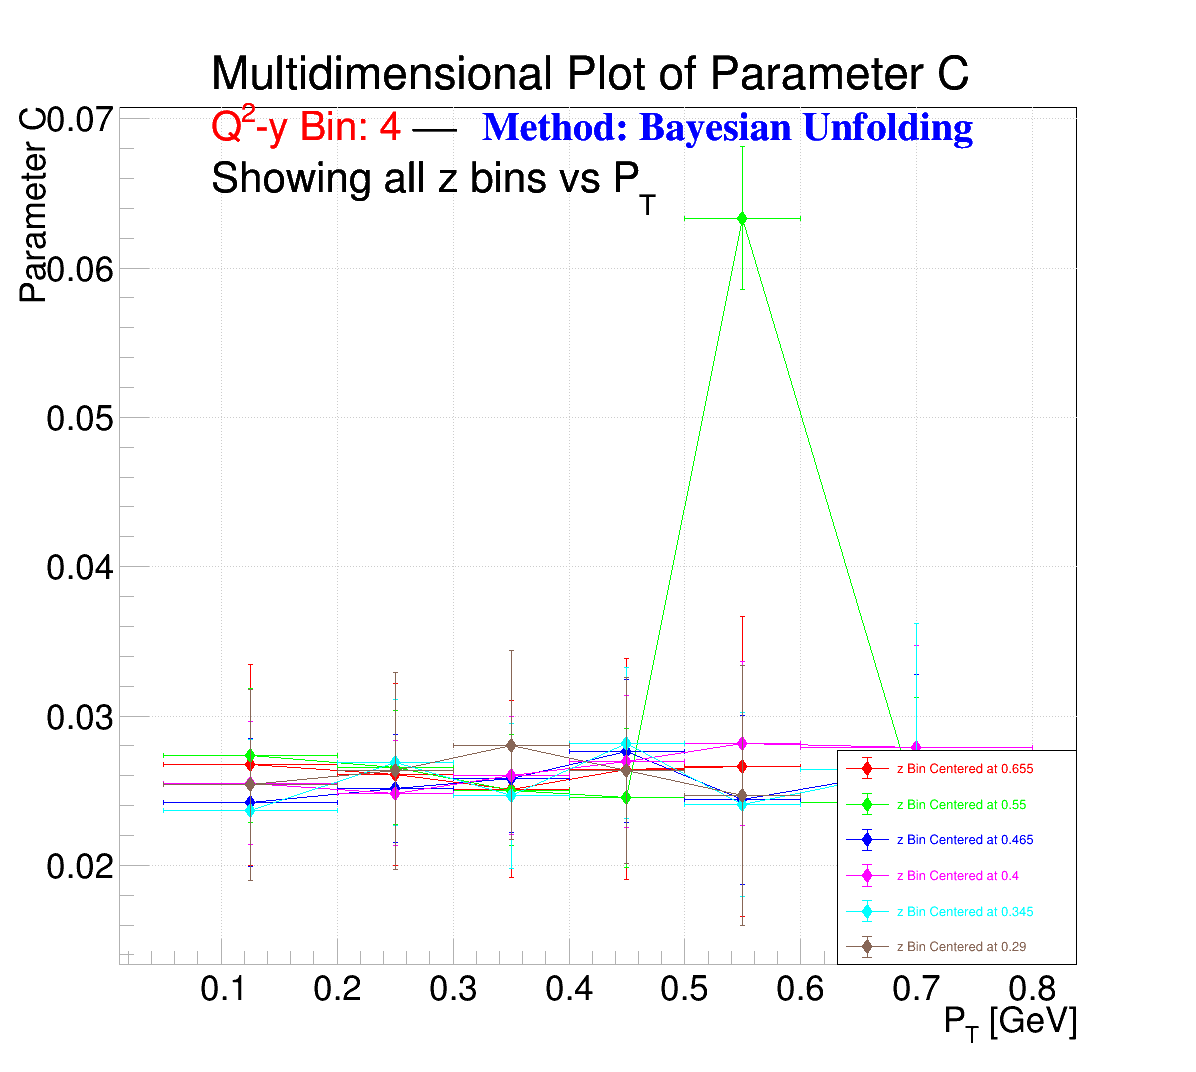 Multidimensional Plot of Parameter C
Q²-y Bin: 4 — Method: Bayesian Unfolding
Showing all z bins vs P_T
Parameter C
0.07
0.06
0.05
0.04
0.03
0.02
z Bin Centered at 0.655
z Bin Centered at 0.55
z Bin Centered at 0.465
z Bin Centered at 0.4
z Bin Centered at 0.345
z Bin Centered at 0.29
0.1 0.2 0.3 0.4 0.5 0.6 0.7 0.8
P_T [GeV]